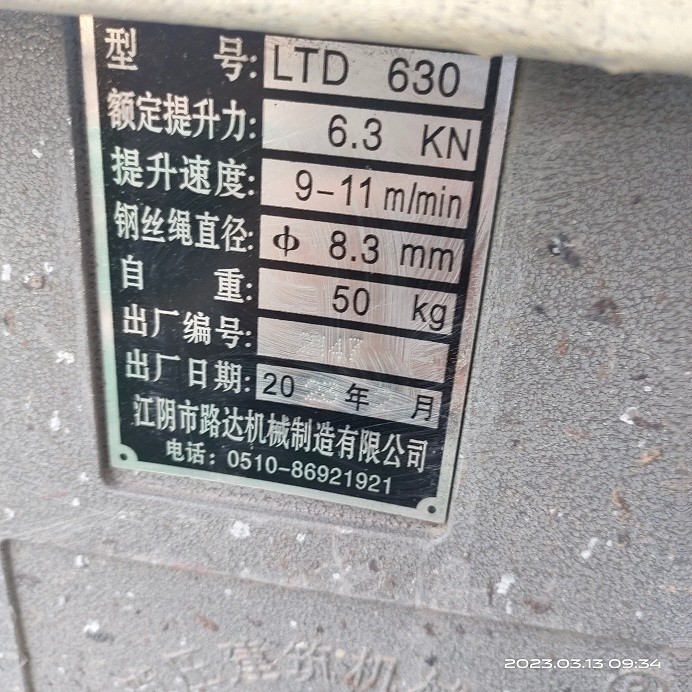 型 号: LTD 630
额定提升力: 6.3 KN
提升速度: 9-11 m/min
钢丝绳直径: ф 8.3 mm
自 重: 50 kg
出厂编号:
出厂日期: 20 年 月
江阴市路达机械制造有限公司
电话: 0510-86921921
2023.03.13 09:34